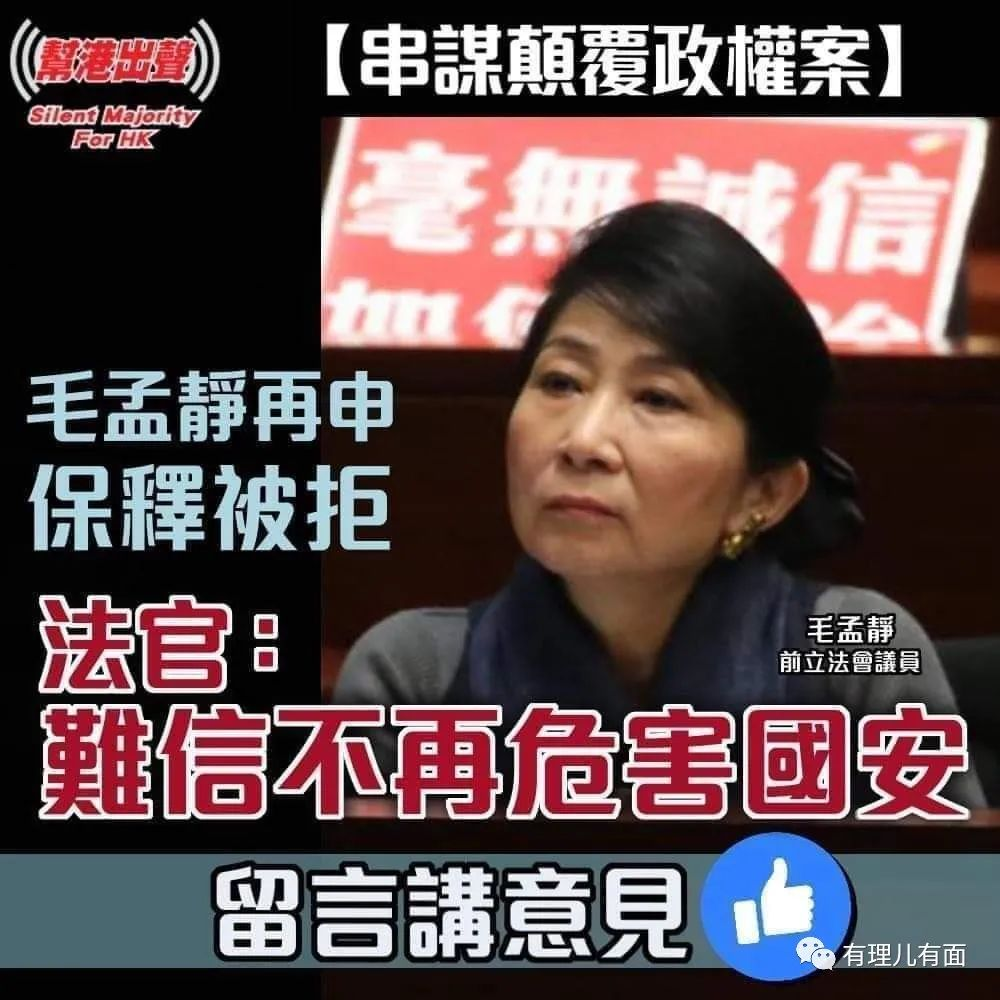 幫港出聲
Silent Majority
For HK
【串謀顛覆政權案】
毫無誠信
毛孟靜再申
保釋被拒
毛孟靜
前立法會議員
法官：
難信不再危害國安
留言講意見
有理儿有面